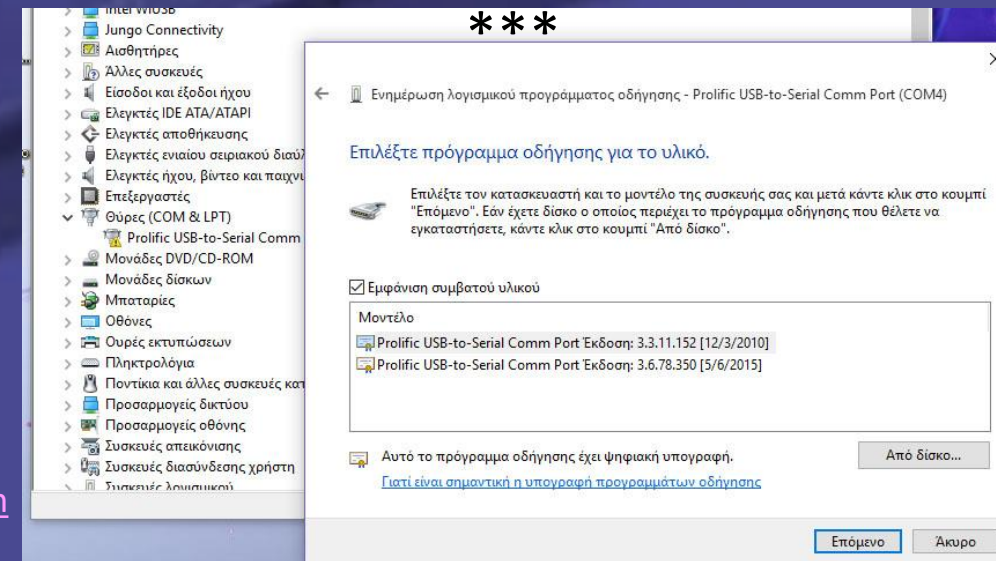 ***
Intel WiUSB
Jungo Connectivity
Αισθητήρες
Άλλες συσκευές
Είσοδοι και έξοδοι ήχου
Ελεγκτές IDE ATA/ATAPI
Ελεγκτές αποθήκευσης
Ελεγκτές ενιαίου σειριακού διαύλ
Ελεγκτές ήχου, βίντεο και παιχνι
Επεξεργαστές
Θύρες (COM & LPT)
Prolific USB-to-Serial Comm
Μονάδες DVD/CD-ROM
Μονάδες δίσκων
Μπαταρίες
Οθόνες
Ουρές εκτυπώσεων
Πληκτρολόγια
Ποντίκια και άλλες συσκευές κατ
Προσαρμογείς δικτύου
Προσαρμογείς οθόνης
Συσκευές απεικόνισης
Συσκευές διασύνδεσης χρήστη
Συσκευές λογισμικού
Ενημέρωση λογισμικού προγράμματος οδήγησης - Prolific USB-to-Serial Comm Port (COM4)
Επιλέξτε πρόγραμμα οδήγησης για το υλικό.
Επιλέξτε τον κατασκευαστή και το μοντέλο της συσκευής σας και μετά κάντε κλικ στο κουμπί
"Επόμενο". Εάν έχετε δίσκο ο οποίος περιέχει το πρόγραμμα οδήγησης που θέλετε να
εγκαταστήσετε, κάντε κλικ στο κουμπί "Από δίσκο".
Εμφάνιση συμβατού υλικού
Μοντέλο
Prolific USB-to-Serial Comm Port Έκδοση: 3.3.11.152 [12/3/2010]
Prolific USB-to-Serial Comm Port Έκδοση: 3.6.78.350 [5/6/2015]
Αυτό το πρόγραμμα οδήγησης έχει ψηφιακή υπογραφή.
Γιατί είναι σημαντική η υπογραφή προγραμμάτων οδήγησης
Από δίσκο...
Επόμενο
Άκυρο